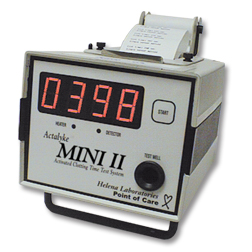 0398
START
HEATER
DETECTOR
Actalyke
MINI II
Activated Clotting Time Test System
TEST WELL
Helena Laboratories
Point of Care